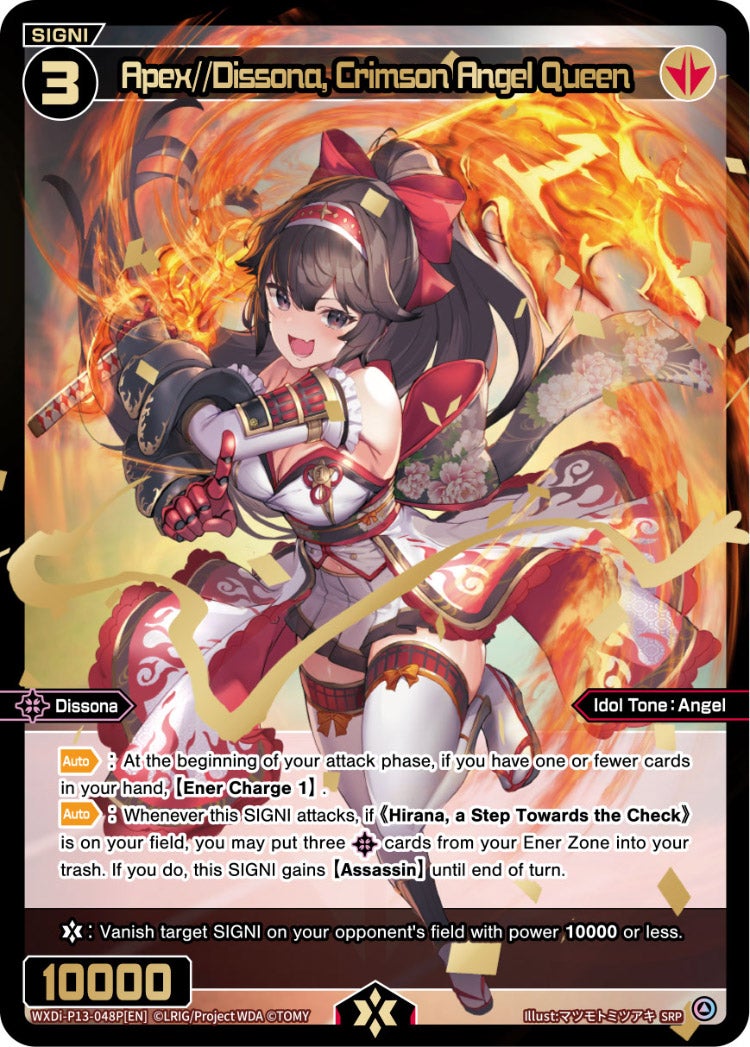 SIGNI
3
Apex//Dissona, Crimson Angel Queen
Dissona
Idol Tone:Angel
Auto : At the beginning of your attack phase, if you have one or fewer cards
in your hand, 【Ener Charge 1】.
Auto : Whenever this SIGNI attacks, if 《Hirana, a Step Towards the Check》
is on your field, you may put three cards from your Ener Zone into your
trash. If you do, this SIGNI gains 【Assassin】 until end of turn.
: Vanish target SIGNI on your opponent's field with power 10000 or less.
10000
WXDi-P13-048P[EN] ©LRIG/Project WDA ©TOMY
Illust:マツモトミツアキ SRP